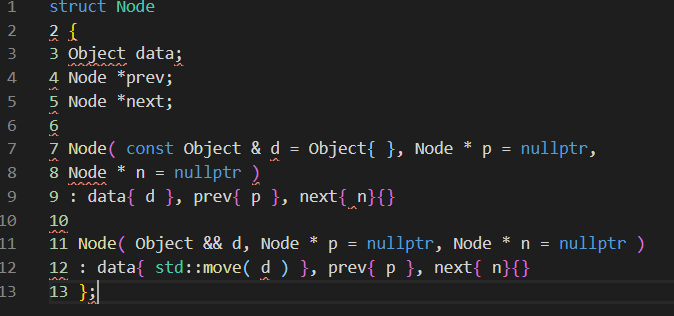 1 struct Node
2 2 {
3 3 Object data;
4 4 Node *prev;
5 5 Node *next;
6 6
7 7 Node( const Object & d = Object{ }, Node * p = nullptr,
8 8 Node * n = nullptr )
9 9 : data{ d }, prev{ p }, next{ n}{}
10 10
11 11 Node( Object && d, Node * p = nullptr, Node * n = nullptr )
12 12 : data{ std::move( d ) }, prev{ p }, next{ n}{}
13 13 };